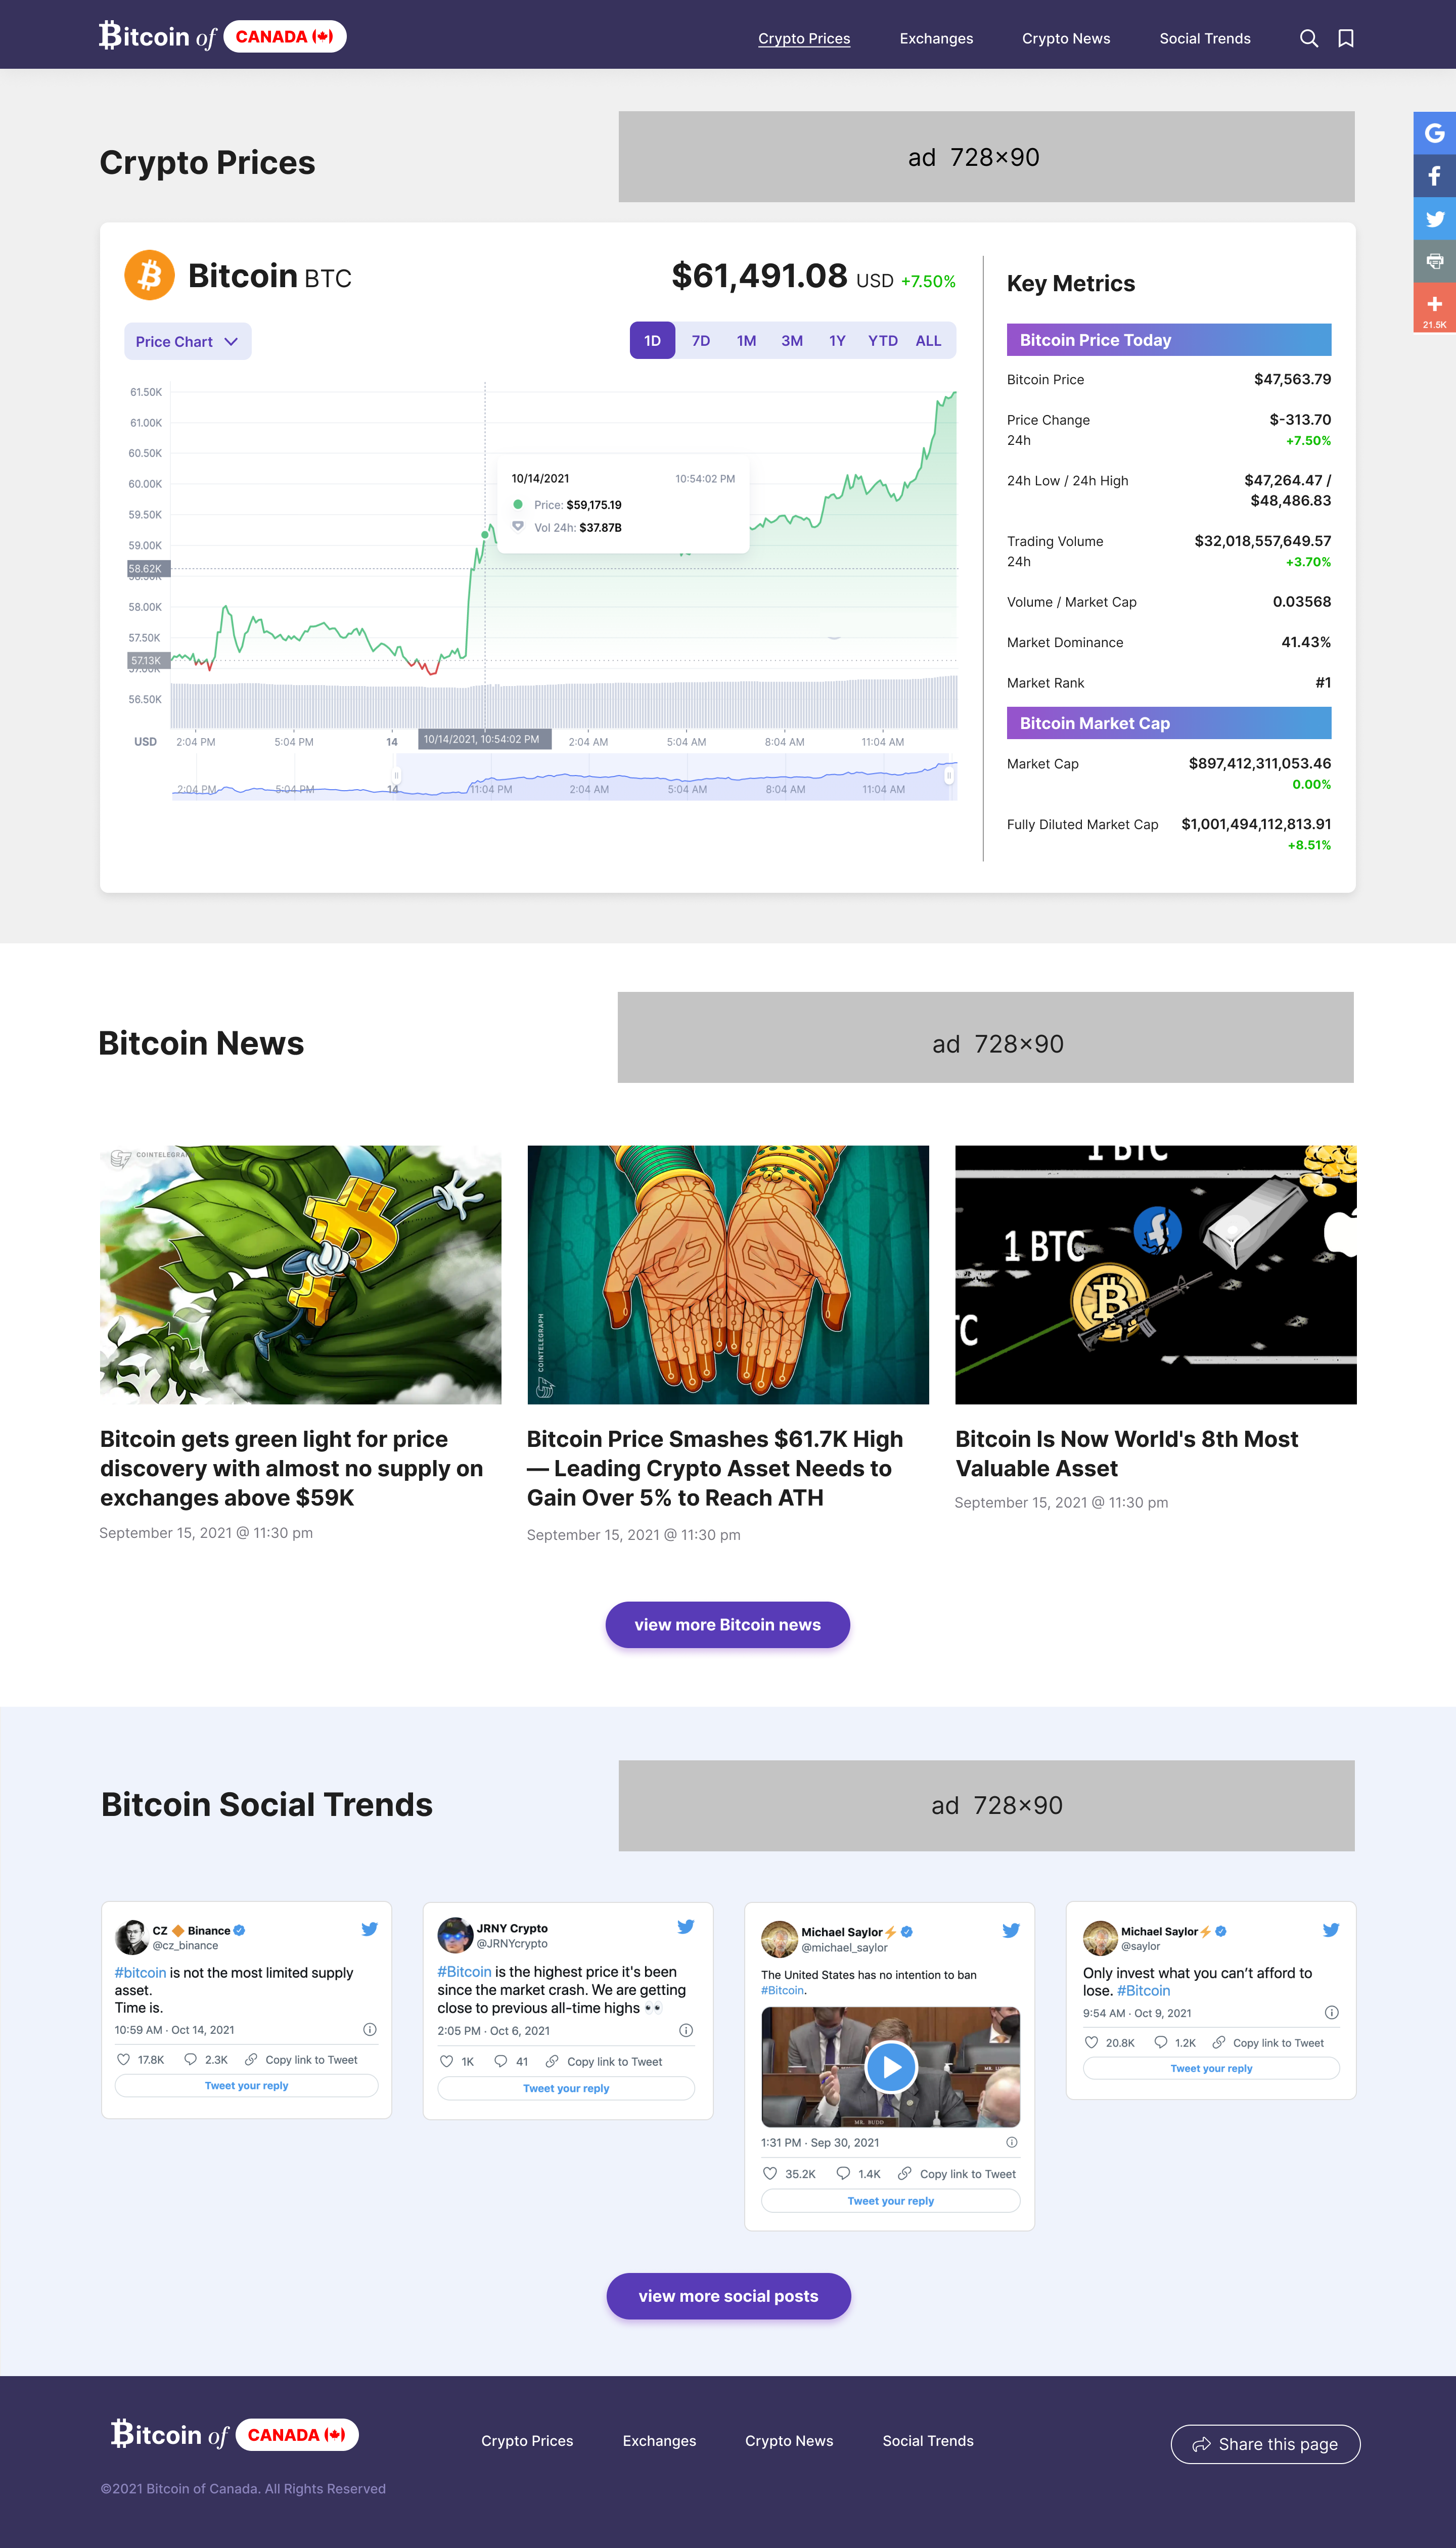 Bitcoin of CANADA
Crypto Prices
Exchanges
Crypto News
Social Trends
Crypto Prices
ad 728×90
21.5K
Bitcoin BTC
$61,491.08 USD +7.50%
Price Chart
1D 7D 1M 3M 1Y YTD ALL
61.50K
61.00K
60.50K
60.00K
59.50K
59.00K
58.62K
58.50K
58.00K
57.50K
57.13K
57.00K
56.50K
10/14/2021 10:54:02 PM
Price: $59,175.19
Vol 24h: $37.87B
USD 2:04 PM 5:04 PM 14 10/14/2021, 10:54:02 PM 2:04 AM 5:04 AM 8:04 AM 11:04 AM
2:04 PM 5:04 PM 14 11:04 PM 2:04 AM 5:04 AM 8:04 AM 11:04 AM
Key Metrics
Bitcoin Price Today
Bitcoin Price $47,563.79
Price Change $-313.70
24h +7.50%
24h Low / 24h High $47,264.47 /
$48,486.83
Trading Volume $32,018,557,649.57
24h +3.70%
Volume / Market Cap 0.03568
Market Dominance 41.43%
Market Rank #1
Bitcoin Market Cap
Market Cap $897,412,311,053.46
0.00%
Fully Diluted Market Cap $1,001,494,112,813.91
+8.51%
Bitcoin News
ad 728×90
COINTELEGRAPH
COINTELEGRAPH
1 BTC
1 BTC
TC
Bitcoin gets green light for price
discovery with almost no supply on
exchanges above $59K
September 15, 2021 @ 11:30 pm
Bitcoin Price Smashes $61.7K High
— Leading Crypto Asset Needs to
Gain Over 5% to Reach ATH
September 15, 2021 @ 11:30 pm
Bitcoin Is Now World's 8th Most
Valuable Asset
September 15, 2021 @ 11:30 pm
view more Bitcoin news
Bitcoin Social Trends
ad 728×90
CZ 🔶 Binance
@cz_binance
#bitcoin is not the most limited supply
asset.
Time is.
10:59 AM · Oct 14, 2021
17.8K 2.3K Copy link to Tweet
Tweet your reply
JRNY Crypto
@JRNYcrypto
#Bitcoin is the highest price it's been
since the market crash. We are getting
close to previous all-time highs 👀
2:05 PM · Oct 6, 2021
1K 41 Copy link to Tweet
Tweet your reply
Michael Saylor⚡
@michael_saylor
The United States has no intention to ban
#Bitcoin.
MR. BUDD
1:31 PM · Sep 30, 2021
35.2K 1.4K Copy link to Tweet
Tweet your reply
Michael Saylor⚡
@saylor
Only invest what you can't afford to
lose. #Bitcoin
9:54 AM · Oct 9, 2021
20.8K 1.2K Copy link to Tweet
Tweet your reply
view more social posts
Bitcoin of CANADA
Crypto Prices
Exchanges
Crypto News
Social Trends
Share this page
©2021 Bitcoin of Canada. All Rights Reserved